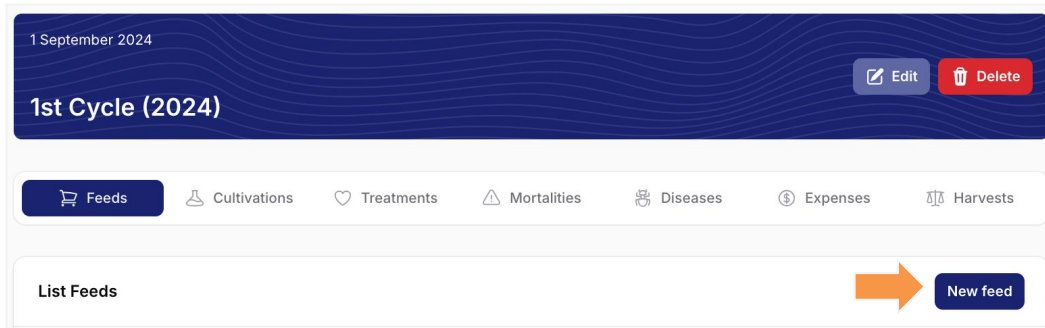 1 September 2024
Edit
Delete
1st Cycle (2024)
Feeds
Cultivations
Treatments
Mortalities
Diseases
Expenses
Harvests
List Feeds
New feed